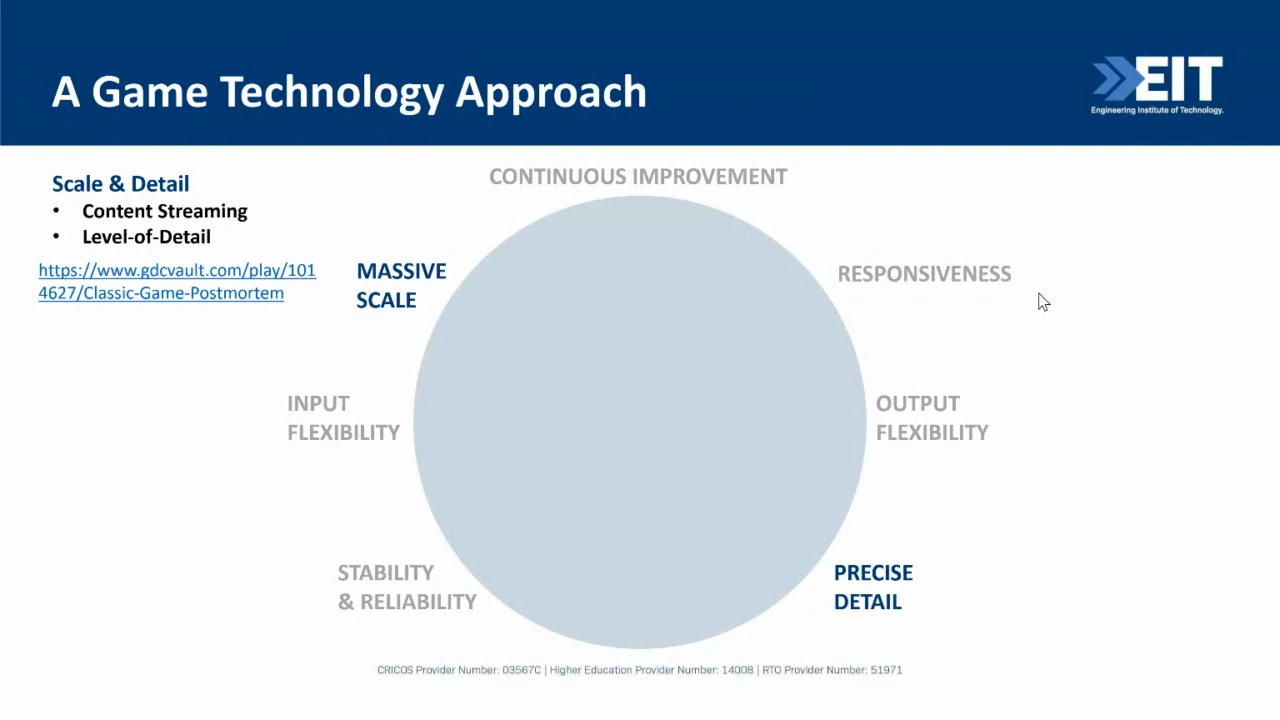 A Game Technology Approach
EIT
Engineering Institute of Technology.
Scale & Detail
• Content Streaming
• Level-of-Detail
https://www.gdcvault.com/play/101
4627/Classic-Game-Postmortem
CONTINUOUS IMPROVEMENT
MASSIVE
SCALE
RESPONSIVENESS
INPUT
FLEXIBILITY
OUTPUT
FLEXIBILITY
STABILITY
& RELIABILITY
PRECISE
DETAIL
CRICOS Provider Number: 03567C | Higher Education Provider Number: 14008 | RTO Provider Number: 51971